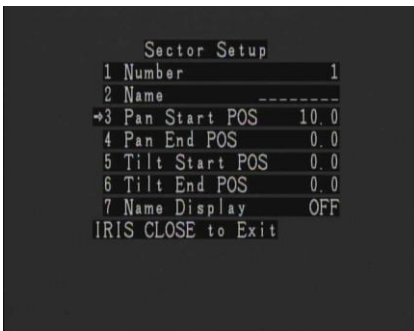 Sector Setup
1 Number 1
2 Name ________
⇒3 Pan Start POS 10.0
4 Pan End POS 0.0
5 Tilt Start POS 0.0
6 Tilt End POS 0.0
7 Name Display OFF
IRIS CLOSE to Exit